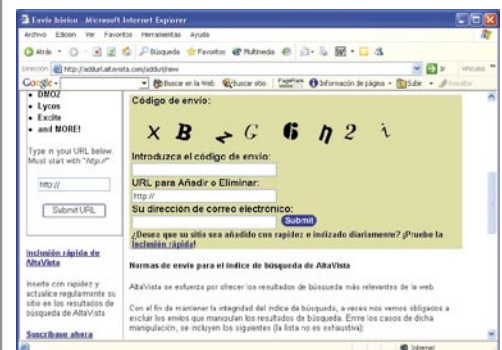 Envío básico - Microsoft Internet Explorer
Archivo Edición Ver Favoritos Herramientas Ayuda
Atrás Búsqueda Favoritos Multimedia
Dirección http://addurl.altavista.com/addurl/new Ir Vínculos
Google Buscar en la Web Buscar sitio PageRank Información de página Subir
• DMOZ
• Lycos
• Excite
• and MORE!
Type in your URL below.
Must start with "http://"
http://
Submit URL
Inclusión rápida de
AltaVista
Inserte con rapidez y
actualice regularmente su
sitio en los resultados de
búsqueda de AltaVista
Suscríbase ahora
Código de envío:
X B G 6 n 2 i
Introduzca el código de envío:
URL para Añadir o Eliminar:
http://
Su dirección de correo electrónico:
Submit
¿Desea que su sitio sea añadido con rapidez e indizado diariamente? ¡Pruebe la
Inclusión rápida!
Normas de envío para el índice de búsqueda de AltaVista
AltaVista se esfuerza por ofrecer los resultados de búsqueda más relevantes de la web
Con el fin de mantener la integridad del índice de búsqueda, a veces nos vemos obligados a
excluir los envíos que manipulan los resultados de búsqueda. Entre los casos de dicha
manipulación, se incluyen los siguientes (la lista no es exhaustiva):
Internet